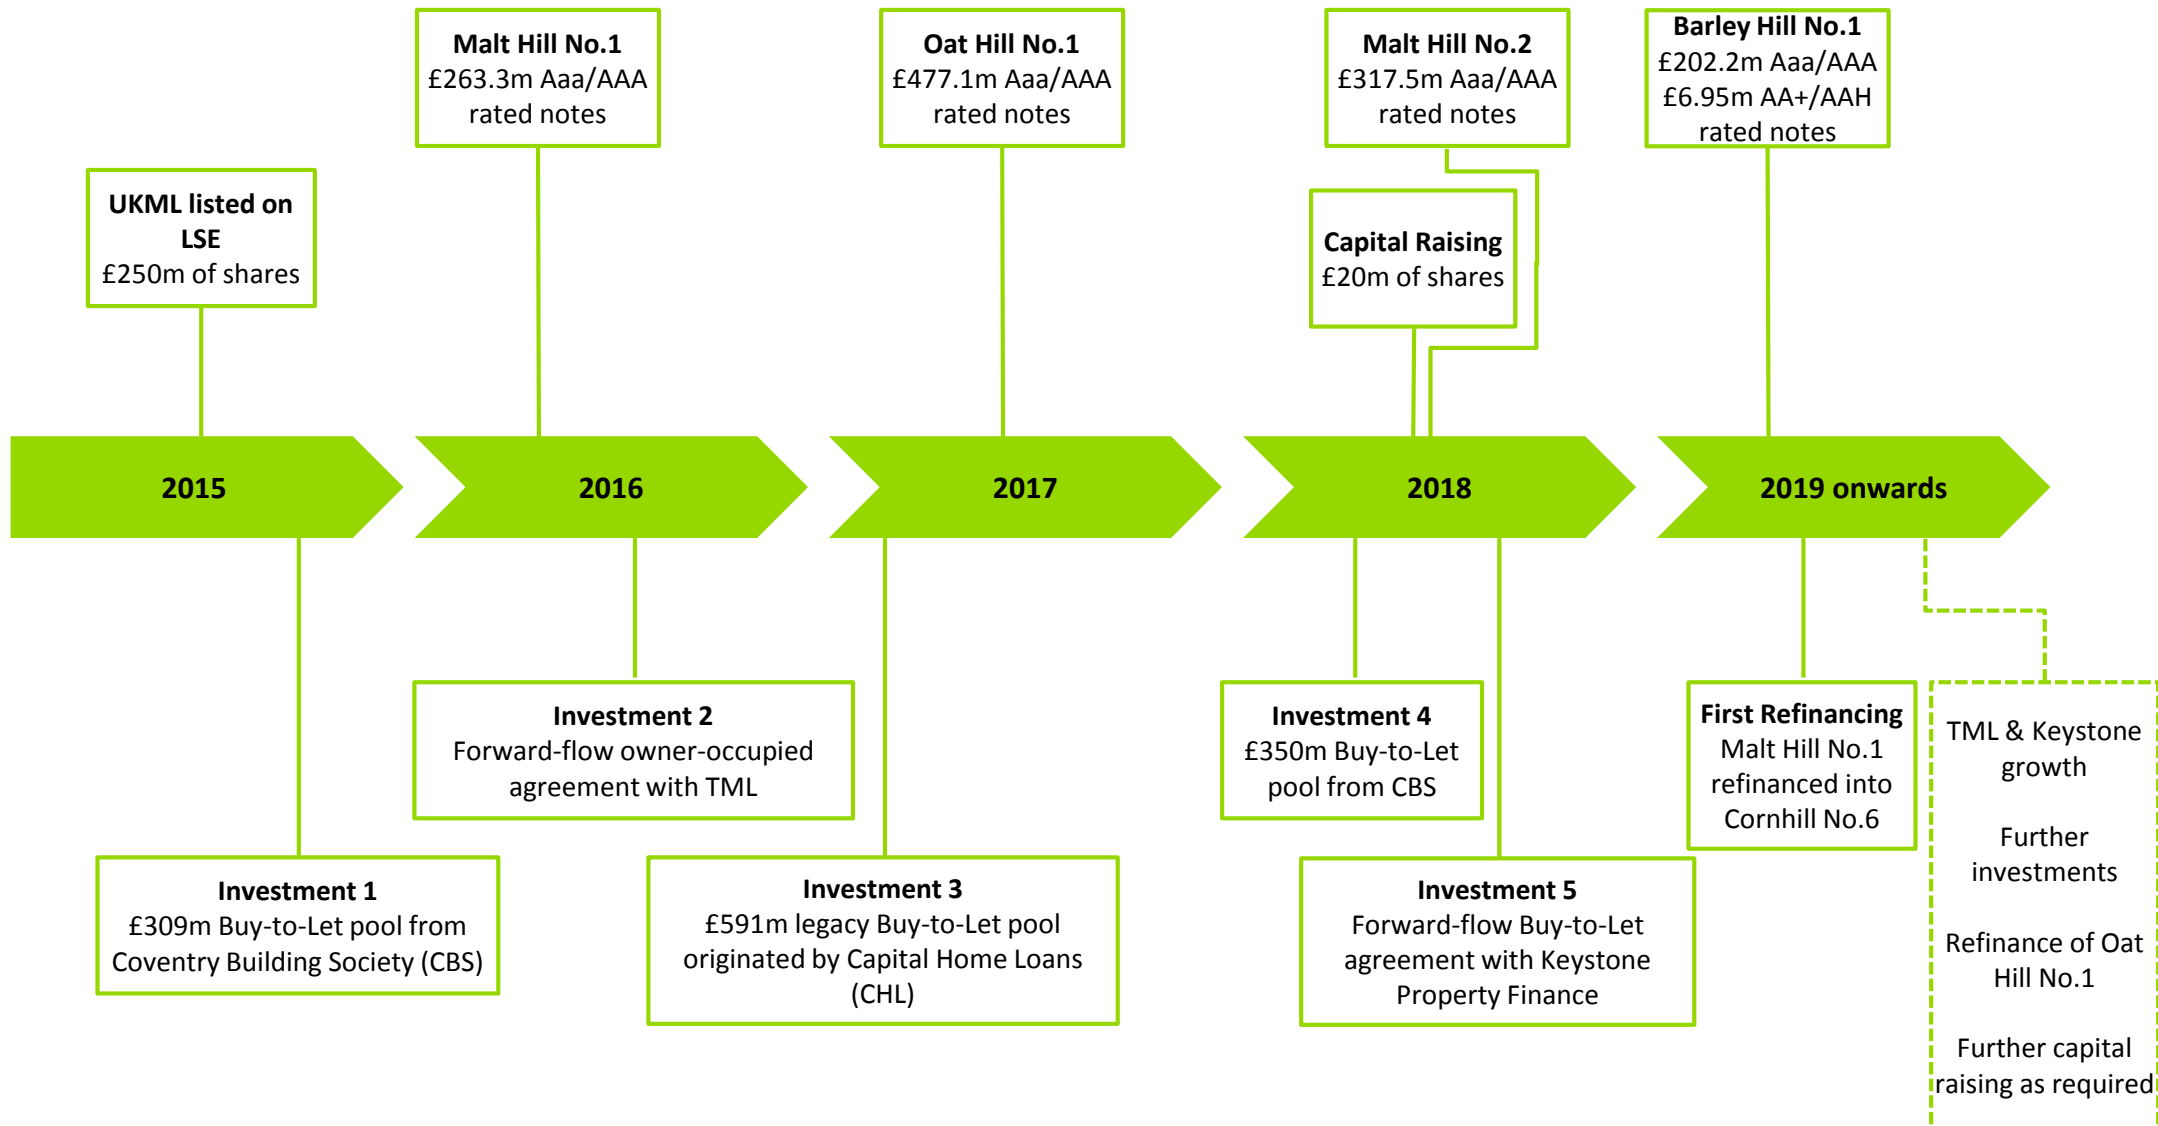 Malt Hill No.1
£263.3m Aaa/AAA
rated notes
Oat Hill No.1
£477.1m Aaa/AAA
rated notes
Malt Hill No.2
£317.5m Aaa/AAA
rated notes
Barley Hill No.1
£202.2m Aaa/AAA
£6.95m AA+/AAH
rated notes
UKML listed on
LSE
£250m of shares
Capital Raising
£20m of shares
2015
2016
2017
2018
2019 onwards
Investment 2
Forward-flow owner-occupied
agreement with TML
Investment 4
£350m Buy-to-Let
pool from CBS
First Refinancing
Malt Hill No.1
refinanced into
Cornhill No.6
TML & Keystone
growth
Further
investments
Refinance of Oat
Hill No.1
Further capital
raising as required
Investment 1
£309m Buy-to-Let pool from
Coventry Building Society (CBS)
Investment 3
£591m legacy Buy-to-Let pool
originated by Capital Home Loans
(CHL)
Investment 5
Forward-flow Buy-to-Let
agreement with Keystone
Property Finance